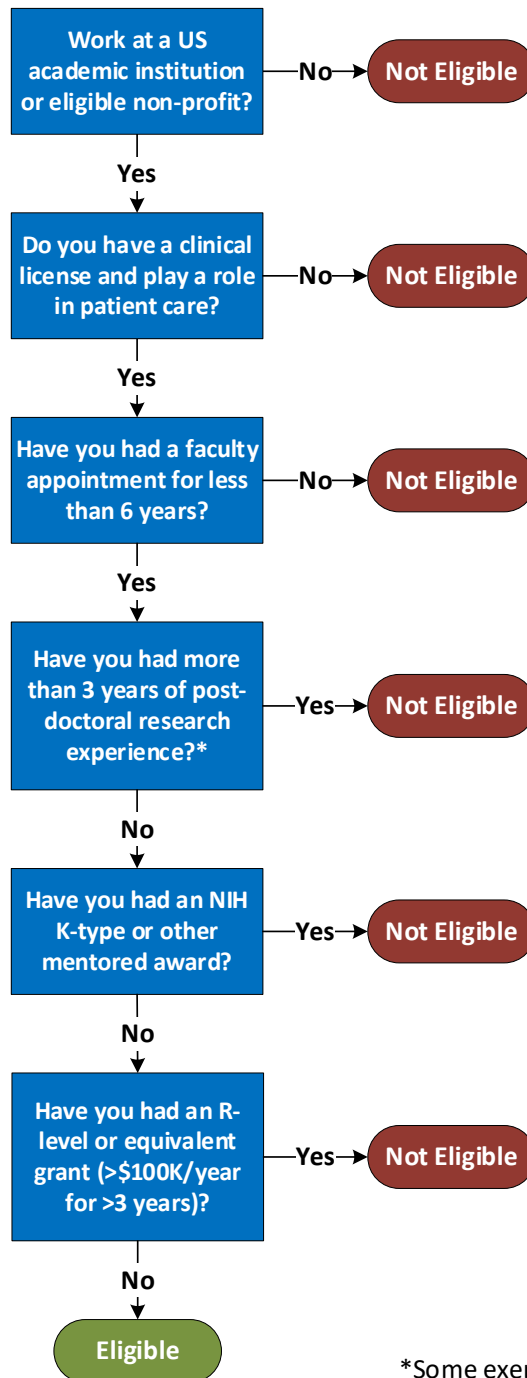 Work at a US
academic institution
or eligible non-profit?
No
Not Eligible
Yes
Do you have a clinical
license and play a role
in patient care?
No
Not Eligible
Yes
Have you had a faculty
appointment for less
than 6 years?
No
Not Eligible
Yes
Have you had more
than 3 years of post-
doctoral research
experience?*
Yes
Not Eligible
No
Have you had an NIH
K-type or other
mentored award?
Yes
Not Eligible
No
Have you had an R-
level or equivalent
grant (>$100K/year
for >3 years)?
Yes
Not Eligible
No
Eligible
*Some